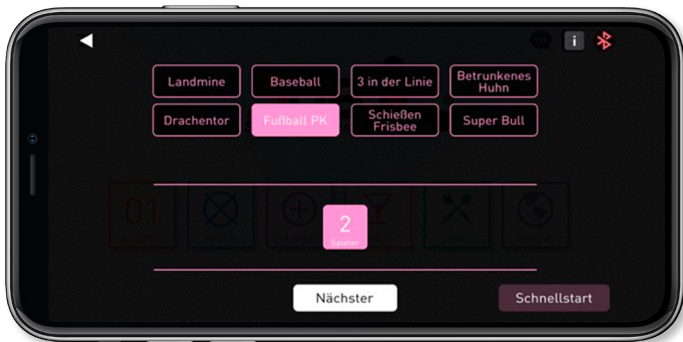 i
Landmine
Baseball
3 in der Linie
Betrunkenes
Huhn
Drachentor
Fußball PK
Schießen
Frisbee
Super Bull
01
2
Spieler
Nächster
Schnellstart